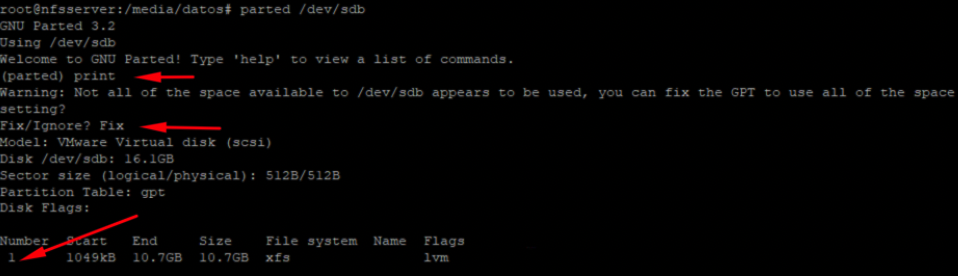 root@nfsserver:/media/datos# parted /dev/sdb
GNU Parted 3.2
Using /dev/sdb
Welcome to GNU Parted! Type 'help' to view a list of commands.
(parted) print
Warning: Not all of the space available to /dev/sdb appears to be used, you can fix the GPT to use all of the space
setting?
Fix/Ignore? Fix
Model: VMware Virtual disk (scsi)
Disk /dev/sdb: 16.1GB
Sector size (logical/physical): 512B/512B
Partition Table: gpt
Disk Flags:
Number  Start   End     Size    File system  Name  Flags
 1      1049kB  10.7GB  10.7GB  xfs                lvm